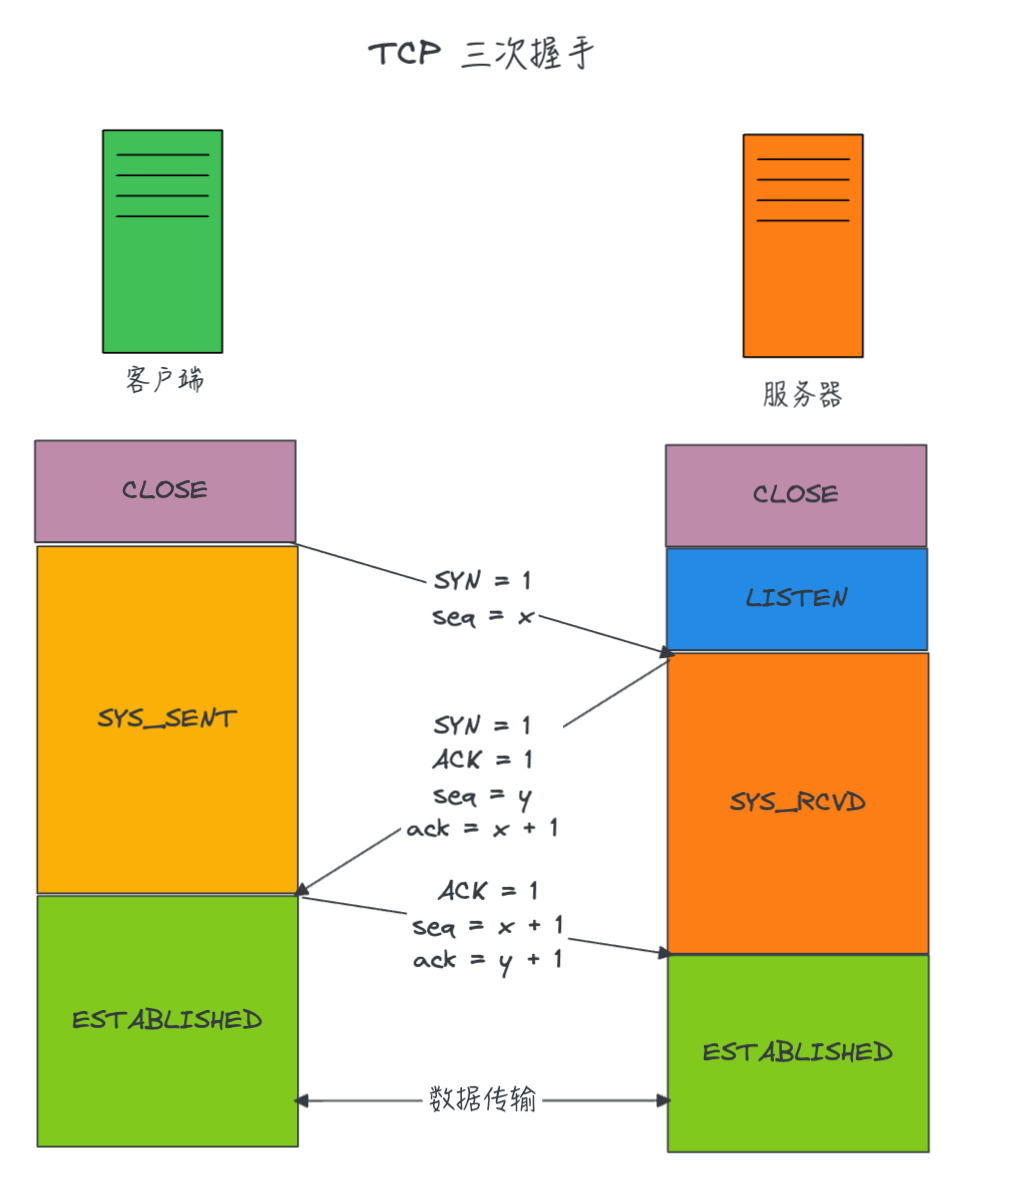 TCP 三次握手
客户端
服务器
CLOSE
CLOSE
SYN = 1
seq = x
LISTEN
SYS_SENT
SYN = 1
ACK = 1
seq = y
ack = x + 1
SYS_RCVD
ACK = 1
seq = x + 1
ack = y + 1
ESTABLISHED
ESTABLISHED
数据传输